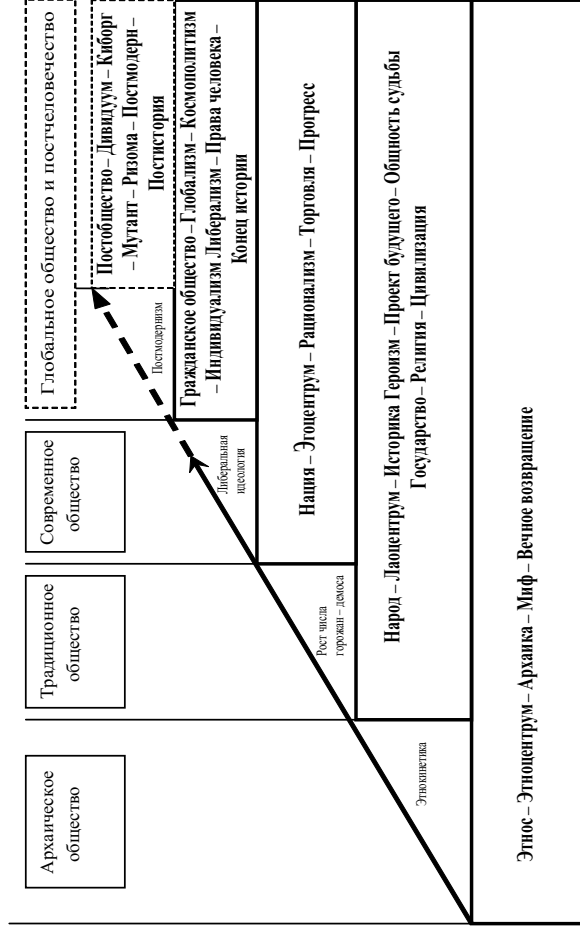 Архаическое
общество
Традиционное
общество
Современное
общество
Глобальное общество и постчеловечество
Постобщество – Дивидуум – Киборг
– Мутант – Ризома – Постмодерн –
Постистория
Постмодернизм
Гражданское общество – Глобализм – Космополитизм
– Индивидуализм Либерализм – Права человека –
Конец истории
Либеральная
идеология
Нация – Эгоцентрум – Рационализм – Торговля – Прогресс
Рост числа
горожан – демоса
Народ – Лаоцентрум – Историка Героизм – Проект будущего – Общность судьбы
Государство – Религия – Цивилизация
Этнокинетика
Этнос – Этноцентрум – Архаика – Миф – Вечное возвращение